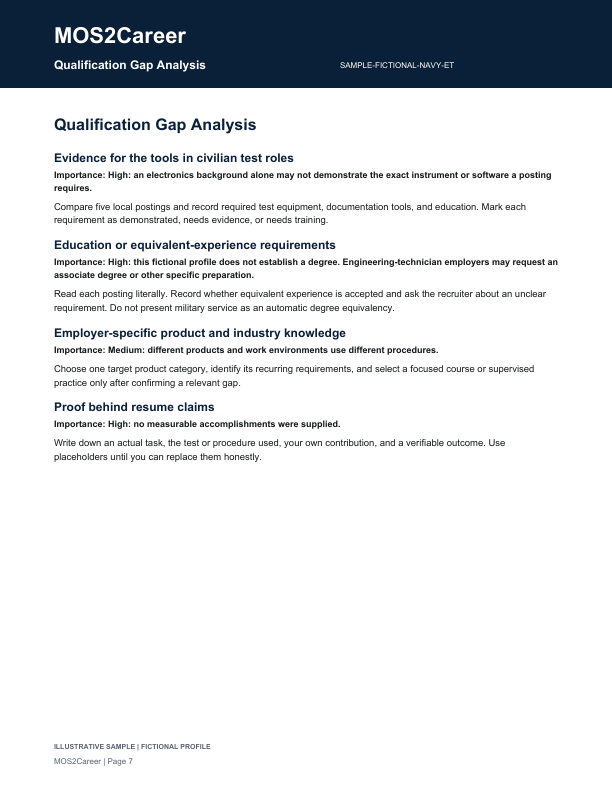 MOS2Career
Qualification Gap Analysis
SAMPLE-FICTIONAL-NAVY-ET
Qualification Gap Analysis
Evidence for the tools in civilian test roles
Importance: High: an electronics background alone may not demonstrate the exact instrument or software a posting
requires.
Compare five local postings and record required test equipment, documentation tools, and education. Mark each
requirement as demonstrated, needs evidence, or needs training.
Education or equivalent-experience requirements
Importance: High: this fictional profile does not establish a degree. Engineering-technician employers may request an
associate degree or other specific preparation.
Read each posting literally. Record whether equivalent experience is accepted and ask the recruiter about an unclear
requirement. Do not present military service as an automatic degree equivalency.
Employer-specific product and industry knowledge
Importance: Medium: different products and work environments use different procedures.
Choose one target product category, identify its recurring requirements, and select a focused course or supervised
practice only after confirming a relevant gap.
Proof behind resume claims
Importance: High: no measurable accomplishments were supplied.
Write down an actual task, the test or procedure used, your own contribution, and a verifiable outcome. Use
placeholders until you can replace them honestly.
ILLUSTRATIVE SAMPLE | FICTIONAL PROFILE
MOS2Career | Page 7